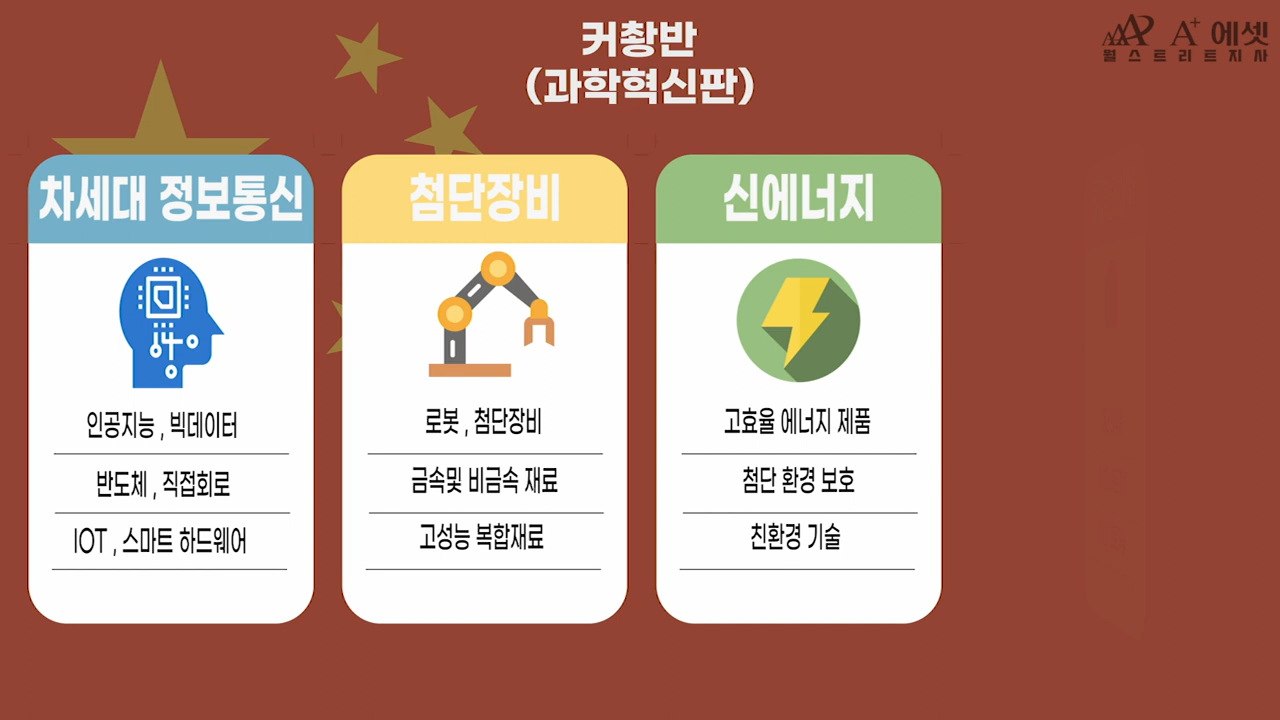 커촹반
(과학혁신판)
A+ 에셋
월스트리트지사
차세대 정보통신
인공지능 , 빅데이터
반도체 , 직접회로
IOT , 스마트 하드웨어
첨단장비
로봇 , 첨단장비
금속및 비금속 재료
고성능 복합재료
신에너지
고효율 에너지 제품
첨단 환경 보호
친환경 기술